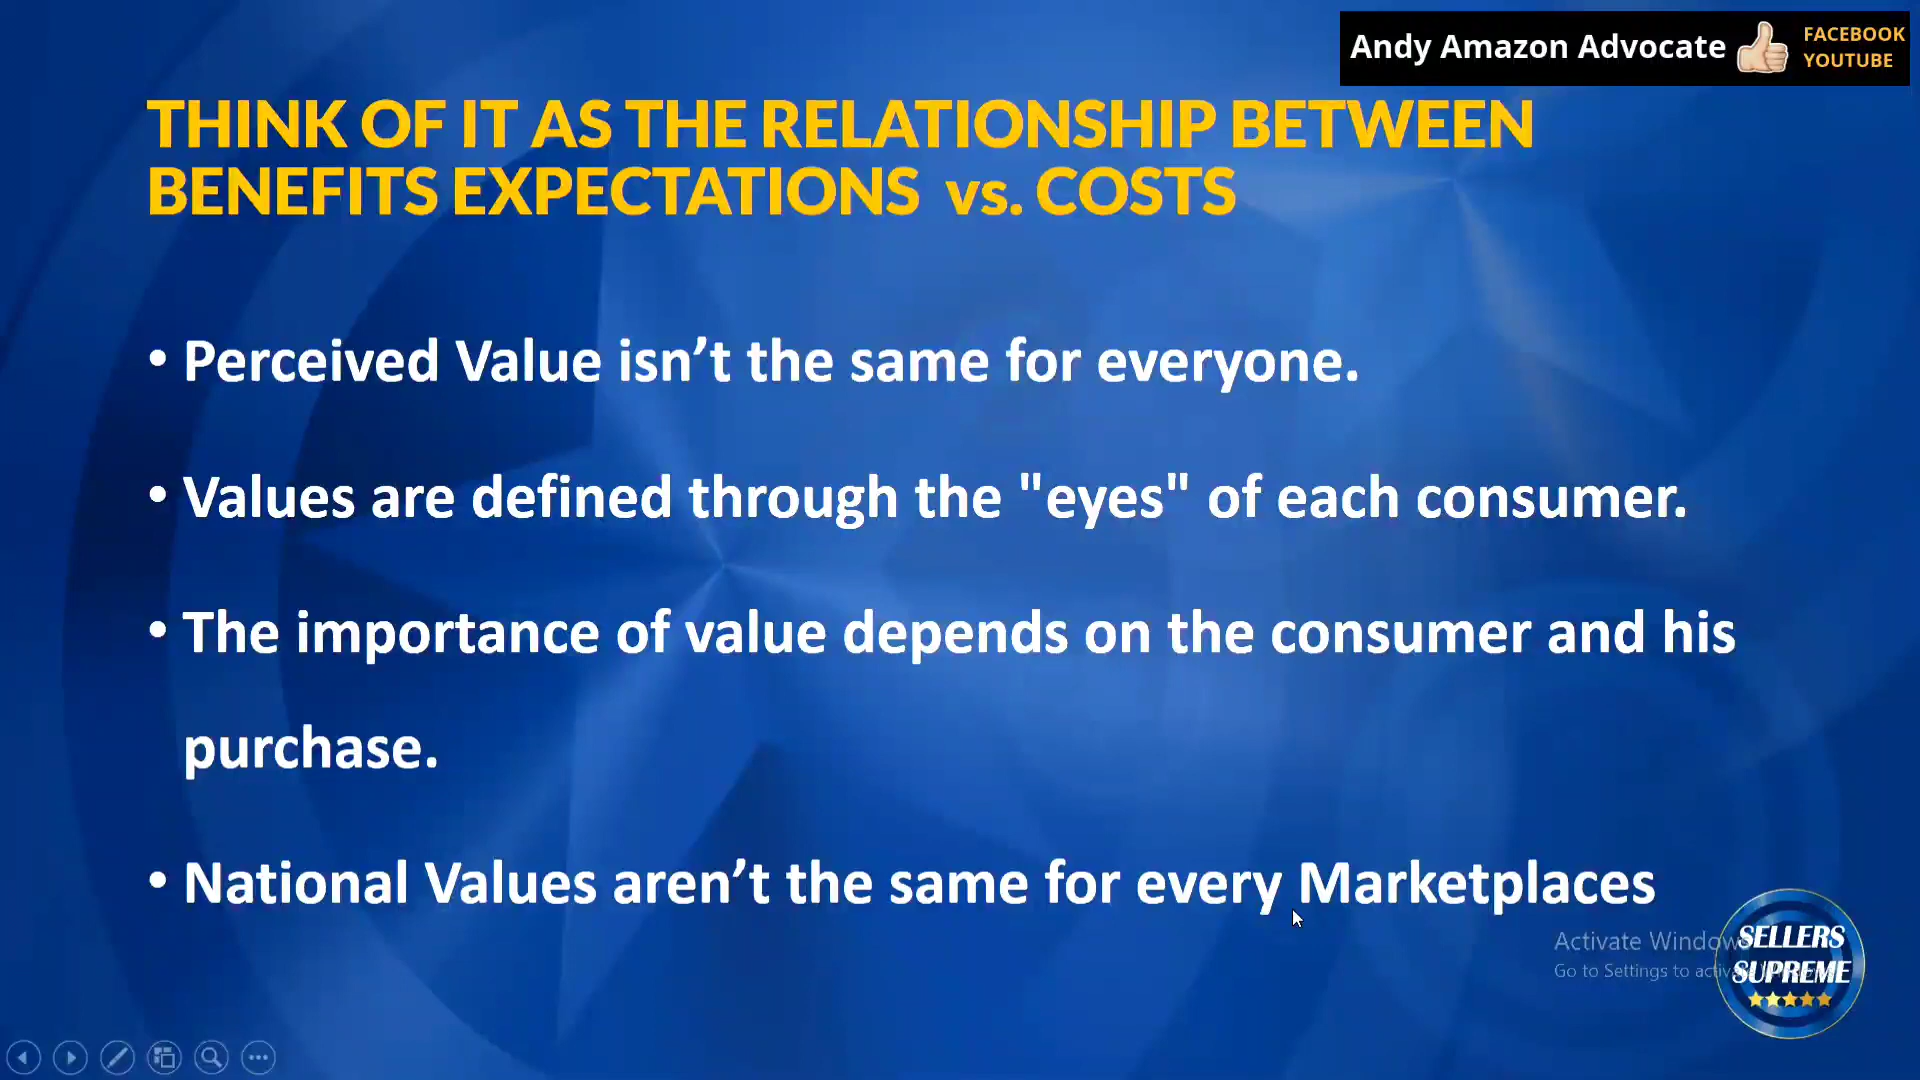 Andy Amazon Advocate
FACEBOOK
YOUTUBE
THINK OF IT AS THE RELATIONSHIP BETWEEN
BENEFITS EXPECTATIONS vs. COSTS
• Perceived Value isn’t the same for everyone.
• Values are defined through the "eyes" of each consumer.
• The importance of value depends on the consumer and his
purchase.
• National Values aren’t the same for every Marketplaces
Activate Windows
Go to Settings to activate
SELLERS
SUPREME